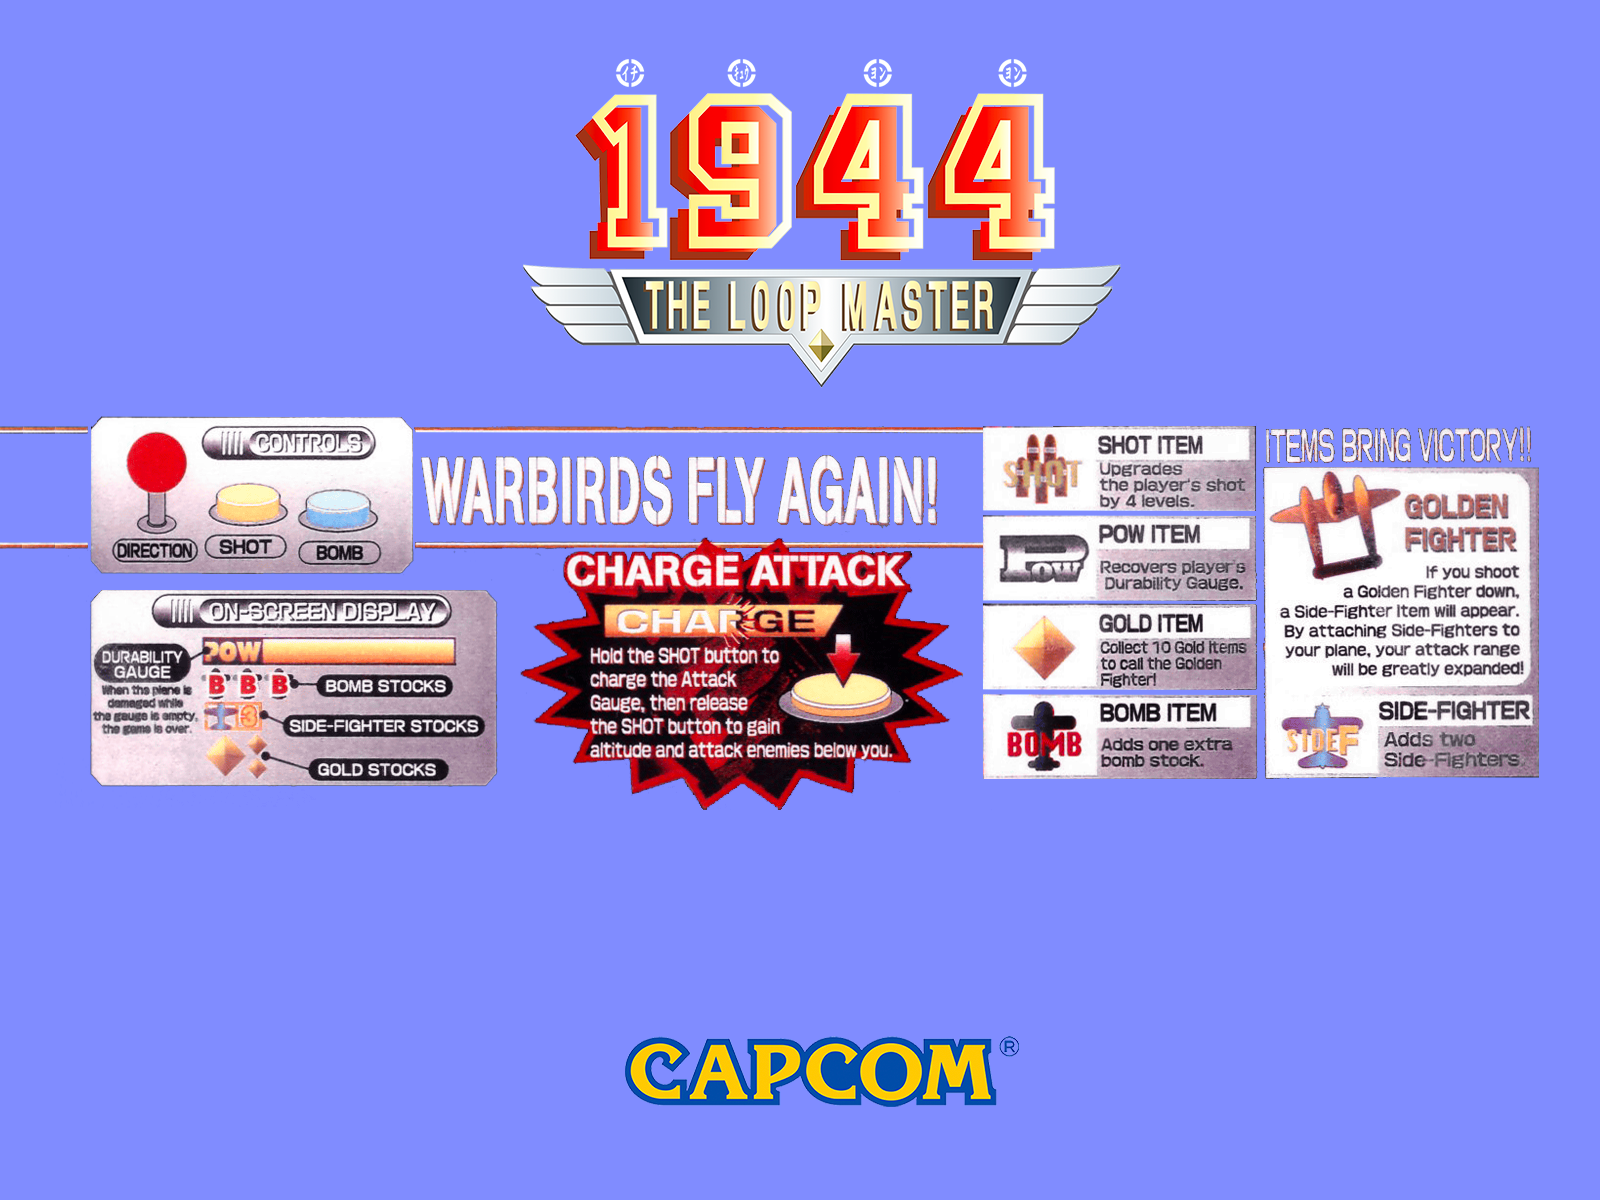 イチ 九 ヨン ヨン
1944
THE LOOP MASTER
CONTROLS
DIRECTION
SHOT
BOMB
WARBIRDS FLY AGAIN!
ON-SCREEN DISPLAY
DURABILITY
GAUGE
When the plane is
damaged while
the gauge is empty,
the game is over.
POW
B B B
BOMB STOCKS
3
SIDE-FIGHTER STOCKS
GOLD STOCKS
CHARGE ATTACK
CHARGE
Hold the SHOT button to
charge the Attack
Gauge, then release
the SHOT button to gain
altitude and attack enemies below you.
SHOT
SHOT ITEM
Upgrades
the player's shot
by 4 levels.
POW
POW ITEM
Recovers player's
Durability Gauge.
GOLD ITEM
Collect 10 Gold Items
to call the Golden
Fighter!
BOMB
BOMB ITEM
Adds one extra
bomb stock.
ITEMS BRING VICTORY!!
GOLDEN
FIGHTER
If you shoot
a Golden Fighter down,
a Side-Fighter Item will appear.
By attaching Side-Fighters to
your plane, your attack range
will be greatly expanded!
SIDEF
SIDE-FIGHTER
Adds two
Side-Fighters.
CAPCOM®